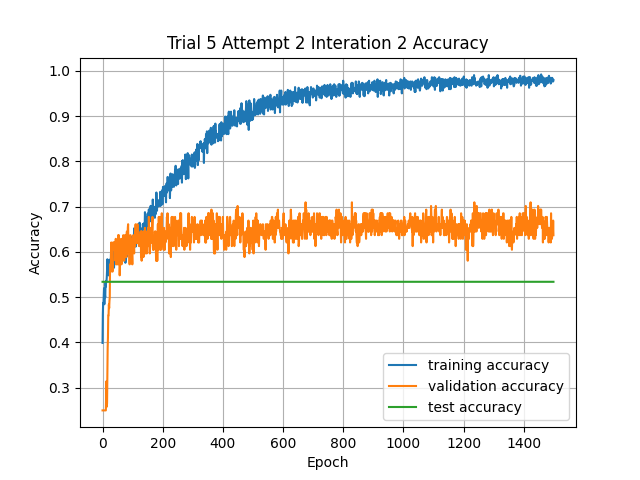 Trial 5 Attempt 2 Interation 2 Accuracy
1.0
0.9
0.8
0.7
0.6
0.5
0.4
0.3
Accuracy
training accuracy
validation accuracy
test accuracy
0 200 400 600 800 1000 1200 1400
Epoch